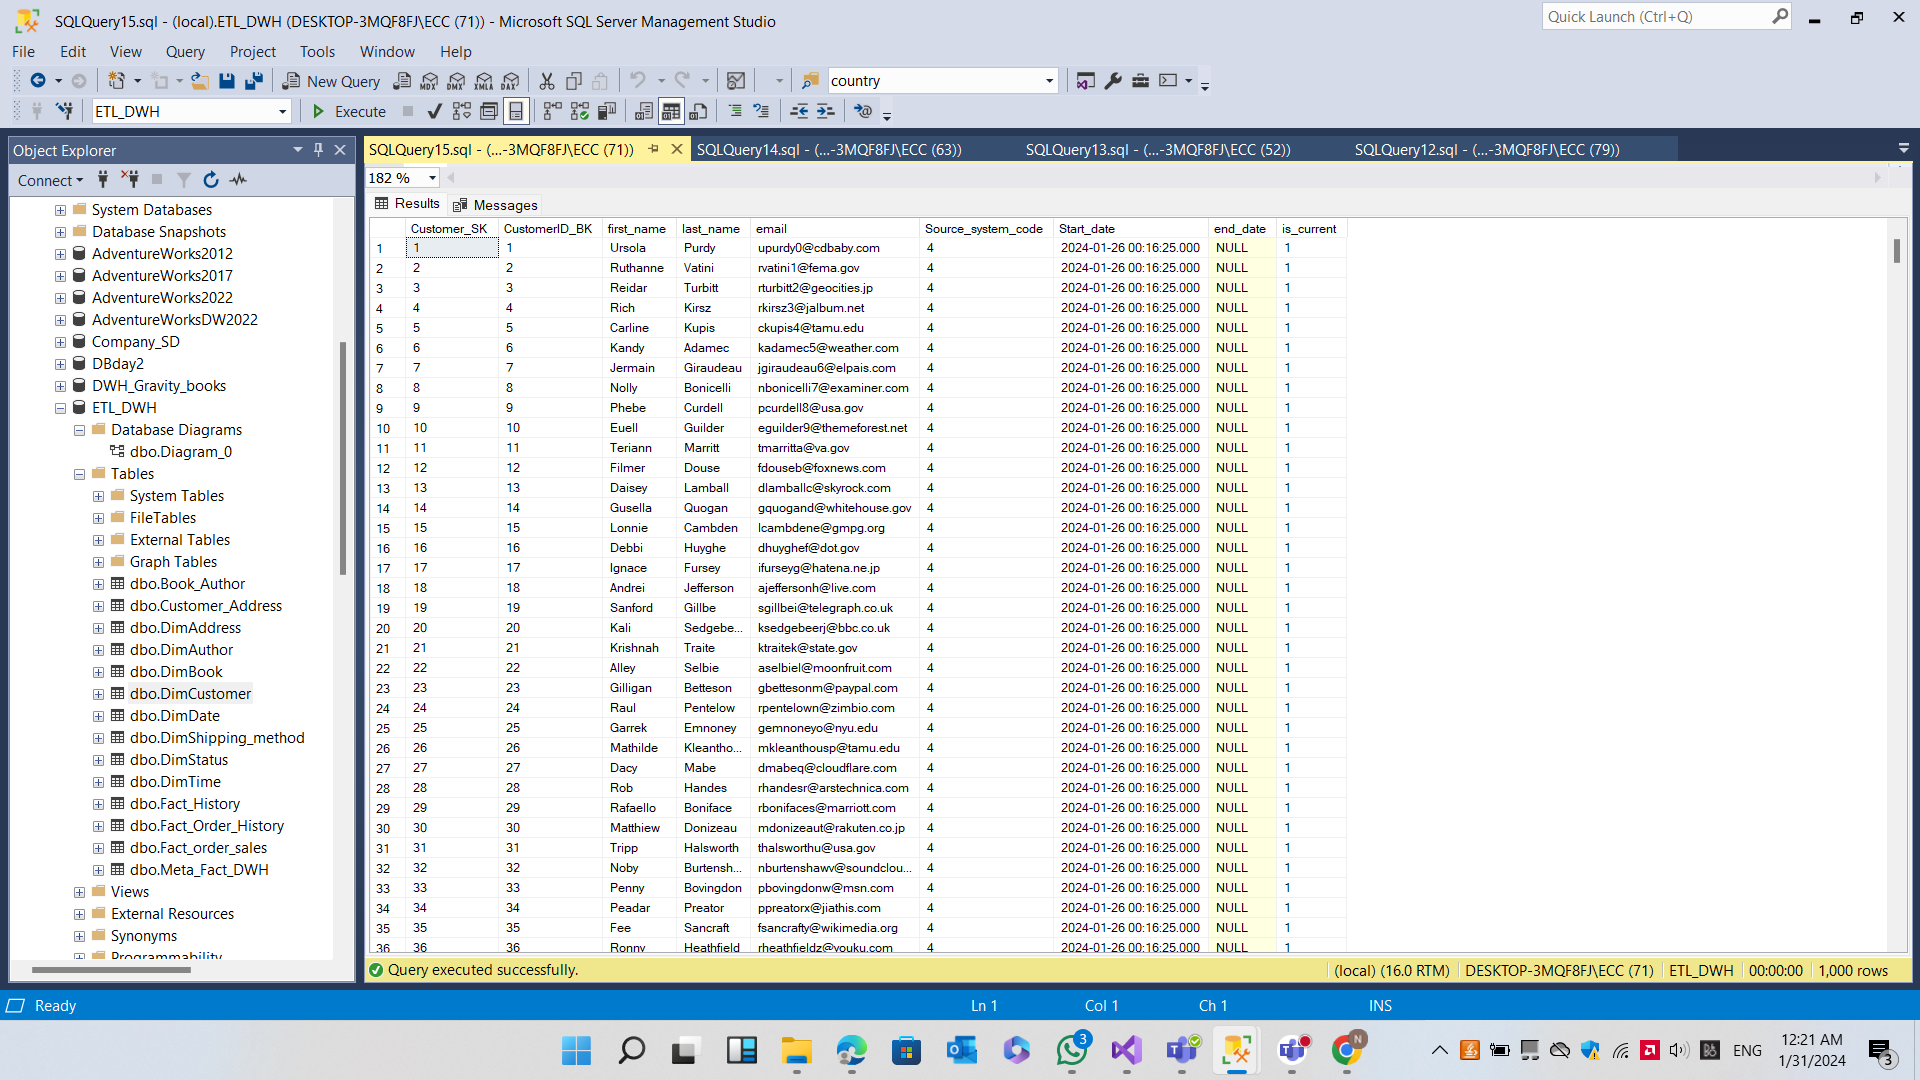 SQLQuery15.sql - (local).ETL_DWH (DESKTOP-3MQF8FJ\ECC (71)) - Microsoft SQL Server Management Studio
Quick Launch (Ctrl+Q)
File Edit View Query Project Tools Window Help
New Query MDX DMX XMLA DAX country
ETL_DWH Execute
Object Explorer
Connect
System Databases
Database Snapshots
AdventureWorks2012
AdventureWorks2017
AdventureWorks2022
AdventureWorksDW2022
Company_SD
DBday2
DWH_Gravity_books
ETL_DWH
Database Diagrams
dbo.Diagram_0
Tables
System Tables
FileTables
External Tables
Graph Tables
dbo.Book_Author
dbo.Customer_Address
dbo.DimAddress
dbo.DimAuthor
dbo.DimBook
dbo.DimCustomer
dbo.DimDate
dbo.DimShipping_method
dbo.DimStatus
dbo.DimTime
dbo.Fact_History
dbo.Fact_Order_History
dbo.Fact_order_sales
dbo.Meta_Fact_DWH
Views
External Resources
Synonyms
Programmability
SQLQuery15.sql - (...-3MQF8FJ\ECC (71)) SQLQuery14.sql - (...-3MQF8FJ\ECC (63)) SQLQuery13.sql - (...-3MQF8FJ\ECC (52)) SQLQuery12.sql - (...-3MQF8FJ\ECC (79))
182 %
Results Messages
Customer_SK CustomerID_BK first_name last_name email Source_system_code Start_date end_date is_current
1 1 1 Ursola Purdy upurdy0@cdbaby.com 4 2024-01-26 00:16:25.000 NULL 1
2 2 2 Ruthanne Vatini rvatini1@fema.gov 4 2024-01-26 00:16:25.000 NULL 1
3 3 3 Reidar Turbitt rturbitt2@geocities.jp 4 2024-01-26 00:16:25.000 NULL 1
4 4 4 Rich Kirsz rkirsz3@jalbum.net 4 2024-01-26 00:16:25.000 NULL 1
5 5 5 Carline Kupis ckupis4@tamu.edu 4 2024-01-26 00:16:25.000 NULL 1
6 6 6 Kandy Adamec kadamec5@weather.com 4 2024-01-26 00:16:25.000 NULL 1
7 7 7 Jermain Giraudeau jgiraudeau6@elpais.com 4 2024-01-26 00:16:25.000 NULL 1
8 8 8 Nolly Bonicelli nbonicelli7@examiner.com 4 2024-01-26 00:16:25.000 NULL 1
9 9 9 Phebe Curdell pcurdell8@usa.gov 4 2024-01-26 00:16:25.000 NULL 1
10 10 10 Euell Guilder eguilder9@themeforest.net 4 2024-01-26 00:16:25.000 NULL 1
11 11 11 Teriann Marritt tmarritta@va.gov 4 2024-01-26 00:16:25.000 NULL 1
12 12 12 Filmer Douse fdouseb@foxnews.com 4 2024-01-26 00:16:25.000 NULL 1
13 13 13 Daisey Lamball dlamballc@skyrock.com 4 2024-01-26 00:16:25.000 NULL 1
14 14 14 Gusella Quogan gquogand@whitehouse.gov 4 2024-01-26 00:16:25.000 NULL 1
15 15 15 Lonnie Cambden lcambdene@gmpg.org 4 2024-01-26 00:16:25.000 NULL 1
16 16 16 Debbi Huyghe dhuyghef@dot.gov 4 2024-01-26 00:16:25.000 NULL 1
17 17 17 Ignace Fursey ifurseyg@hatena.ne.jp 4 2024-01-26 00:16:25.000 NULL 1
18 18 18 Andrei Jefferson ajeffersonh@live.com 4 2024-01-26 00:16:25.000 NULL 1
19 19 19 Sanford Gillbe sgillbei@telegraph.co.uk 4 2024-01-26 00:16:25.000 NULL 1
20 20 20 Kali Sedgebe... ksedgebeerj@bbc.co.uk 4 2024-01-26 00:16:25.000 NULL 1
21 21 21 Krishnah Traite ktraitek@state.gov 4 2024-01-26 00:16:25.000 NULL 1
22 22 22 Alley Selbie aselbiel@moonfruit.com 4 2024-01-26 00:16:25.000 NULL 1
23 23 23 Gilligan Betteson gbettesonm@paypal.com 4 2024-01-26 00:16:25.000 NULL 1
24 24 24 Raul Pentelow rpentelown@zimbio.com 4 2024-01-26 00:16:25.000 NULL 1
25 25 25 Garrek Emnoney gemnoneyo@nyu.edu 4 2024-01-26 00:16:25.000 NULL 1
26 26 26 Mathilde Kleantho... mkleanthousp@tamu.edu 4 2024-01-26 00:16:25.000 NULL 1
27 27 27 Dacy Mabe dmabeq@cloudflare.com 4 2024-01-26 00:16:25.000 NULL 1
28 28 28 Rob Handes rhandesr@arstechnica.com 4 2024-01-26 00:16:25.000 NULL 1
29 29 29 Rafaello Boniface rbonifaces@marriott.com 4 2024-01-26 00:16:25.000 NULL 1
30 30 30 Matthiew Donizeau mdonizeaut@rakuten.co.jp 4 2024-01-26 00:16:25.000 NULL 1
31 31 31 Tripp Halsworth thalsworthu@usa.gov 4 2024-01-26 00:16:25.000 NULL 1
32 32 32 Noby Burtensh... nburtenshawv@soundclou... 4 2024-01-26 00:16:25.000 NULL 1
33 33 33 Penny Bovingdon pbovingdonw@msn.com 4 2024-01-26 00:16:25.000 NULL 1
34 34 34 Peadar Preator ppreatorx@jiathis.com 4 2024-01-26 00:16:25.000 NULL 1
35 35 35 Fee Sancraft fsancrafty@wikimedia.org 4 2024-01-26 00:16:25.000 NULL 1
36 36 36 Ronny Heathfield rheathfieldz@youku.com 4 2024-01-26 00:16:25.000 NULL 1
Query executed successfully. (local) (16.0 RTM) DESKTOP-3MQF8FJ\ECC (71) ETL_DWH 00:00:00 1,000 rows
Ready Ln 1 Col 1 Ch 1 INS
3 N ENG 12:21 AM
1/31/2024 3